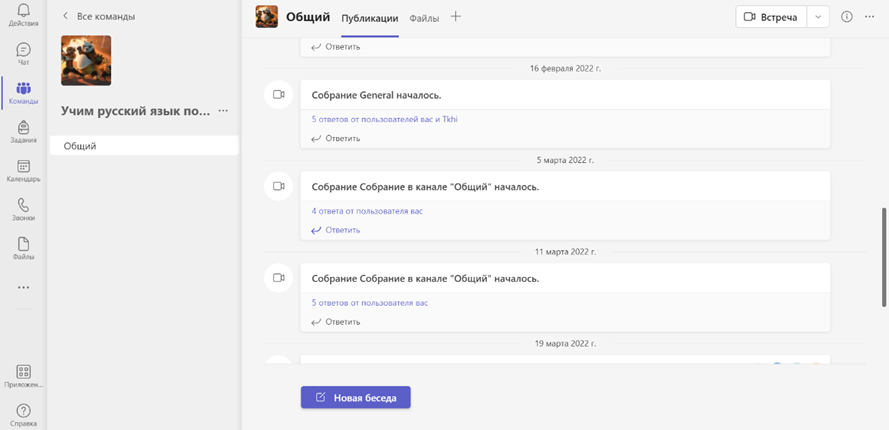 Действия
Чат
Команды
Задания
Календарь
Звонки
Файлы
Приложен...
Справка
Все команды
Учим русский язык по...
Общий
Общий
Публикации
Файлы
Встреча
Ответить
16 февраля 2022 г.
Собрание General началось.
5 ответов от пользователей вас и Tkhi
Ответить
5 марта 2022 г.
Собрание Собрание в канале "Общий" началось.
4 ответа от пользователя вас
Ответить
11 марта 2022 г.
Собрание Собрание в канале "Общий" началось.
5 ответов от пользователя вас
Ответить
19 марта 2022 г.
Новая беседа